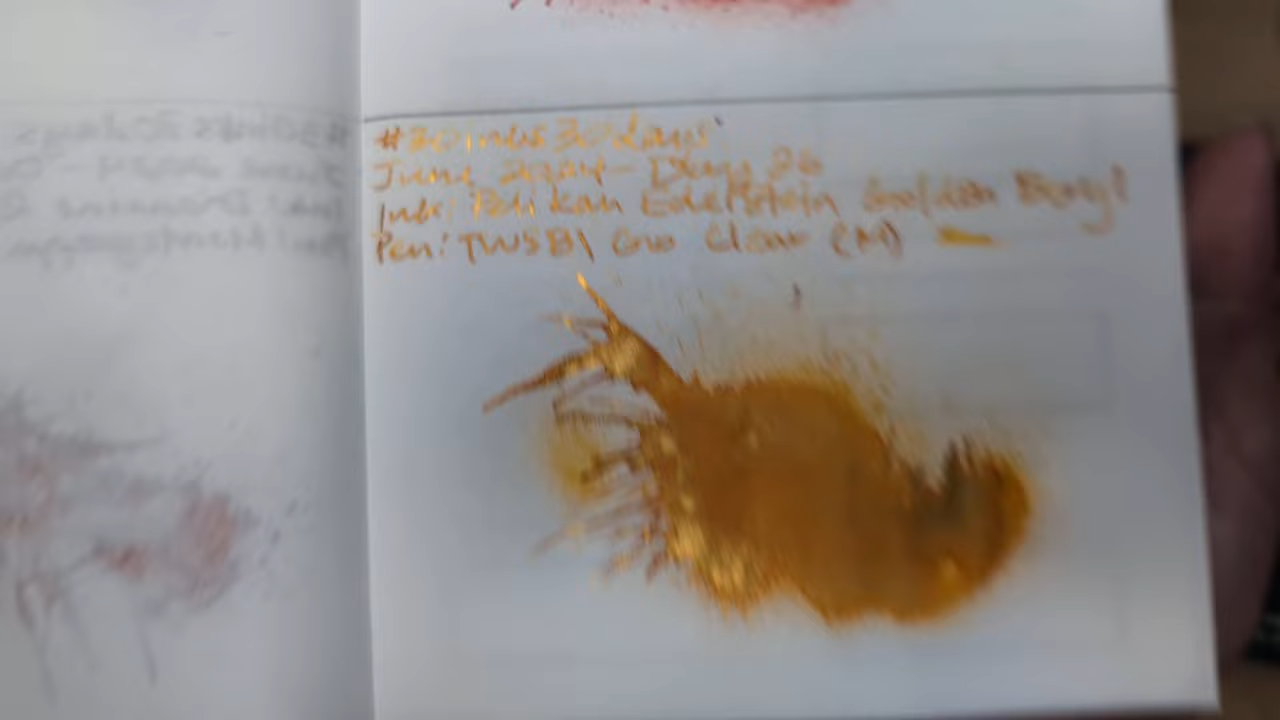 #30inks30days
June 2024 - Day 26
Ink: Pelikan Edelstein Golden Beryl
Pen: TWSBI Go Clear (M)